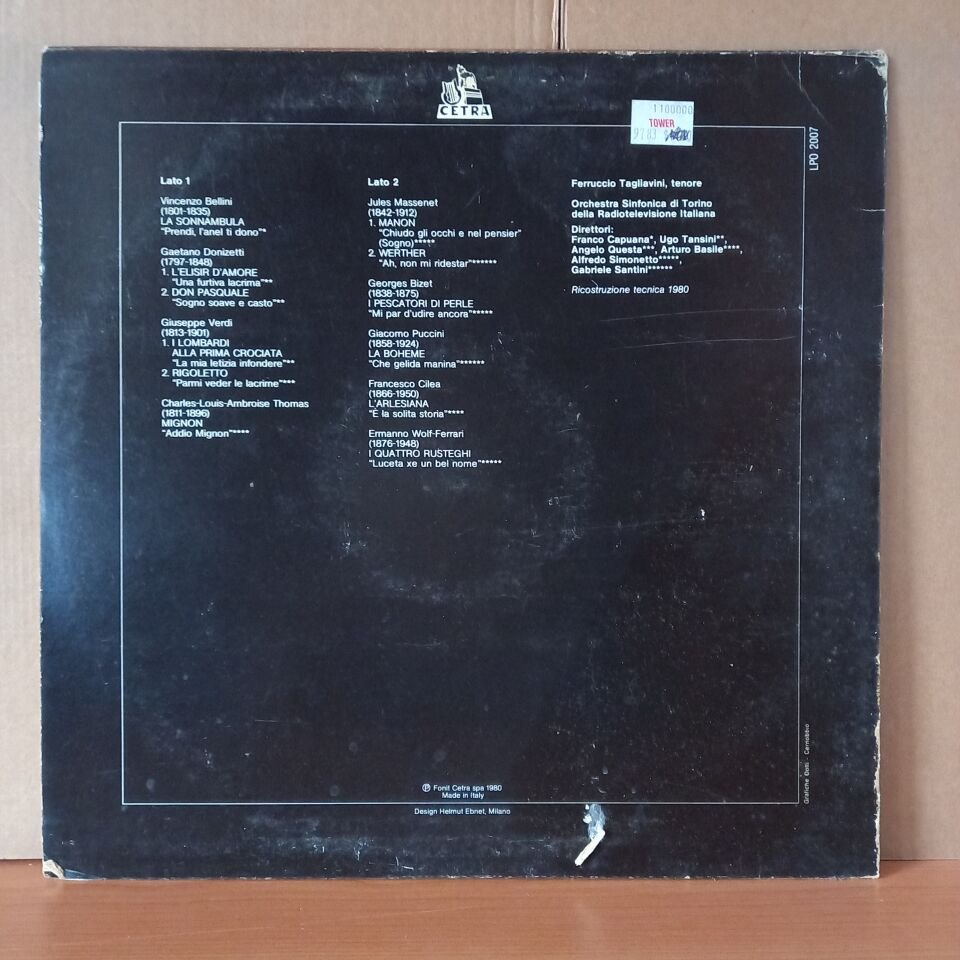 CETRA
1100000
TOWER
9783
LPO 2007
Lato 1
Vincenzo Bellini
(1801-1835)
LA SONNAMBULA
"Prendi, l'anel ti dono"*
Gaetano Donizetti
(1797-1848)
1. L'ELISIR D'AMORE
"Una furtiva lacrima"**
2. DON PASQUALE
"Sogno soave e casto"**
Giuseppe Verdi
(1813-1901)
1. I LOMBARDI
ALLA PRIMA CROCIATA
"La mia letizia infondere"**
2. RIGOLETTO
"Parmi veder le lacrime"***
Charles-Louis-Ambroise Thomas
(1811-1896)
MIGNON
"Addio Mignon"****
Lato 2
Jules Massenet
(1842-1912)
1. MANON
"Chiudo gli occhi e nel pensier"
(Sogno)*****
2. WERTHER
"Ah, non mi ridestar"******
Georges Bizet
(1838-1875)
I PESCATORI DI PERLE
"Mi par d'udire ancora"*****
Giacomo Puccini
(1858-1924)
LA BOHEME
"Che gelida manina"******
Francesco Cilea
(1866-1950)
L'ARLESIANA
"È la solita storia"****
Ermanno Wolf-Ferrari
(1876-1948)
I QUATTRO RUSTEGHI
"Luceta xe un bel nome"*****
Ferruccio Tagliavini, tenore
Orchestra Sinfonica di Torino
della Radiotelevisione Italiana
Direttori:
Franco Capuana*, Ugo Tansini**,
Angelo Questa***, Arturo Basile****,
Alfredo Simonetto*****,
Gabriele Santini******
Ricostruzione tecnica 1980
℗ Fonit Cetra spa 1980
Made in Italy
Design Helmut Ebnet, Milano
Grafiche Dotti - Cernobbio